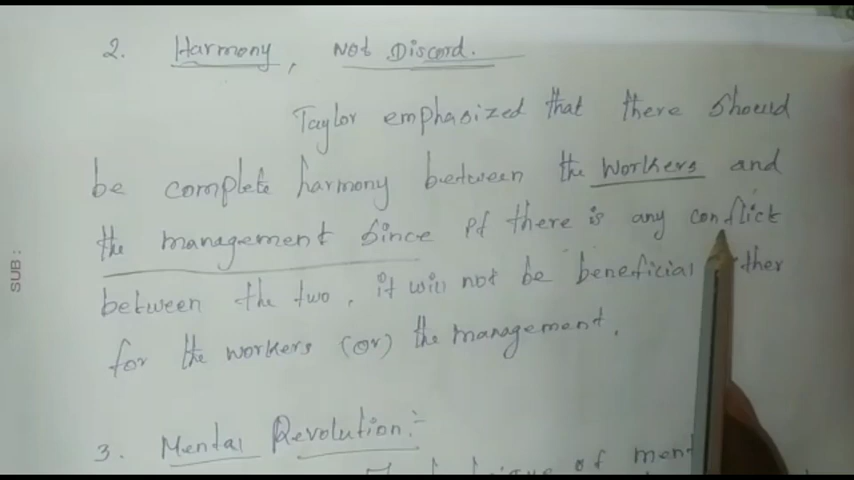 2. Harmony, Not Discord.
Taylor emphasized that there should
be complete harmony between the workers and
the management since if there is any conflict
between the two, it will not be beneficial
for the workers (or) the management.
3. Mental Revolution:-
of
SUB: